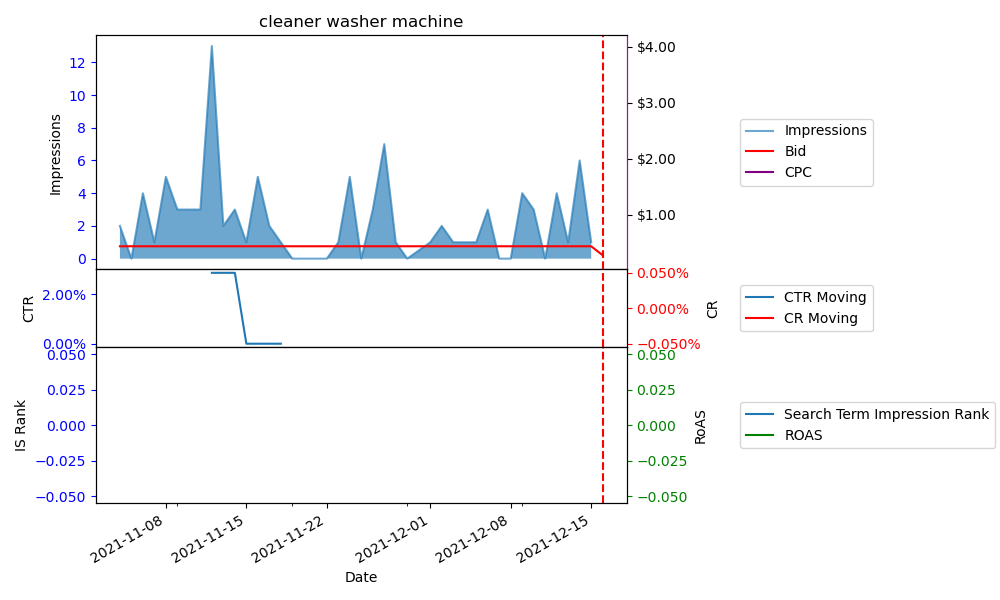 cleaner washer machine
12
10
8
6
4
2
0
Impressions
$4.00
$3.00
$2.00
$1.00
Impressions
Bid
CPC
2.00%
0.00%
CTR
0.050%
0.000%
−0.050%
CR
CTR Moving
CR Moving
0.050
0.025
0.000
−0.025
−0.050
IS Rank
0.050
0.025
0.000
−0.025
−0.050
RoAS
Search Term Impression Rank
ROAS
2021-11-08
2021-11-15
2021-11-22
2021-12-01
2021-12-08
2021-12-15
Date